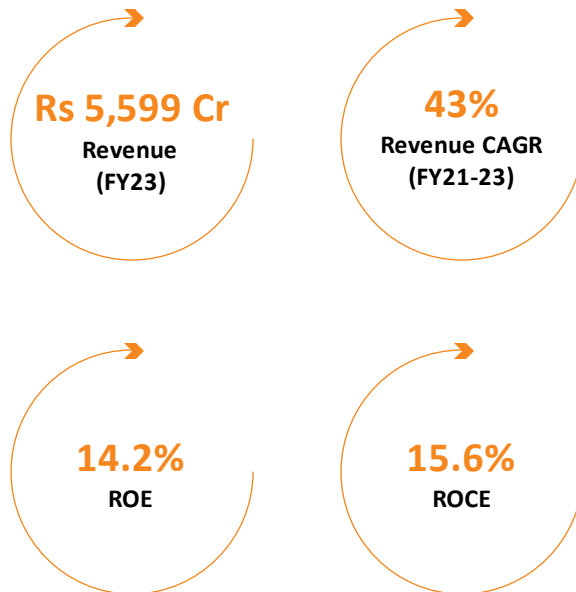 Rs 5,599 Cr
Revenue
(FY23)
43%
Revenue CAGR
(FY21-23)
14.2%
ROE
15.6%
ROCE